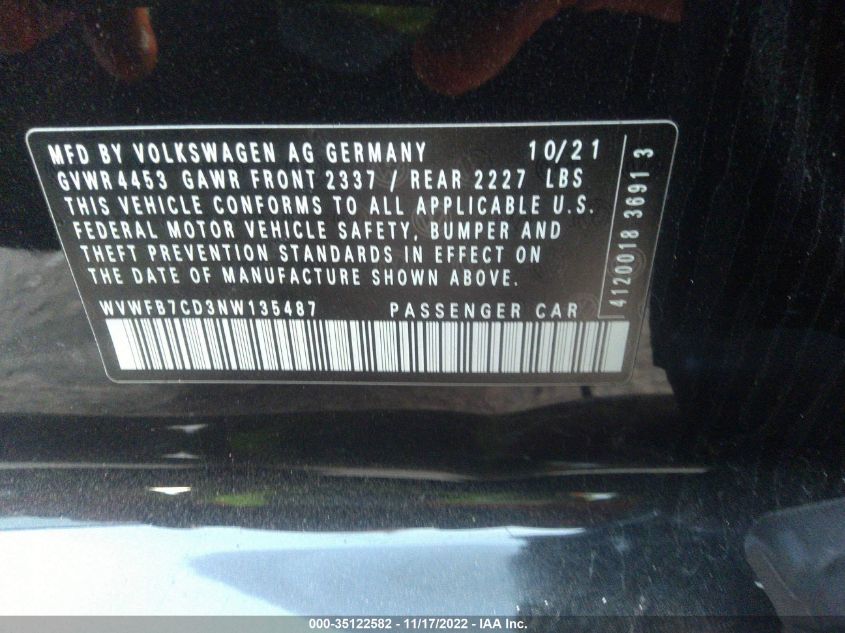 MFD BY VOLKSWAGEN AG GERMANY 10/21
GVWR 4453 GAWR FRONT 2337 / REAR 2227 LBS
THIS VEHICLE CONFORMS TO ALL APPLICABLE U.S.
FEDERAL MOTOR VEHICLE SAFETY, BUMPER AND
THEFT PREVENTION STANDARDS IN EFFECT ON
THE DATE OF MANUFACTURE SHOWN ABOVE.
WVWFB7CD3NW135487 PASSENGER CAR
4120018 3691 3
000-35122582 - 11/17/2022 - IAA Inc.